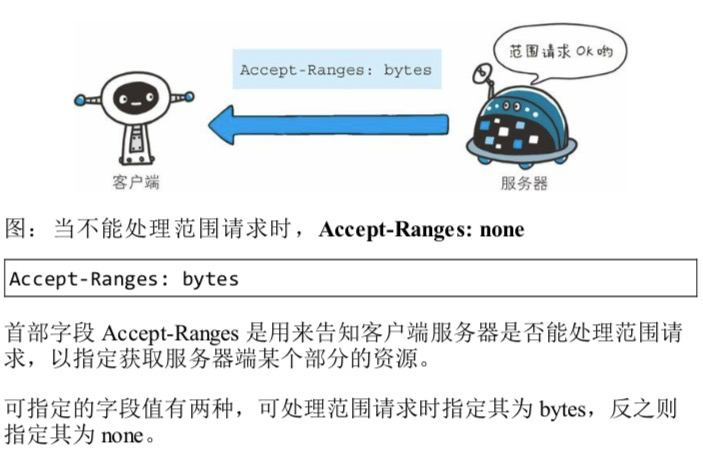 范围请求OK哟
Accept-Ranges: bytes
客户端
服务器
图：当不能处理范围请求时，Accept-Ranges: none
Accept-Ranges: bytes
首部字段 Accept-Ranges 是用来告知客户端服务器是否能处理范围请
求，以指定获取服务器端某个部分的资源。
可指定的字段值有两种，可处理范围请求时指定其为 bytes，反之则
指定其为 none。